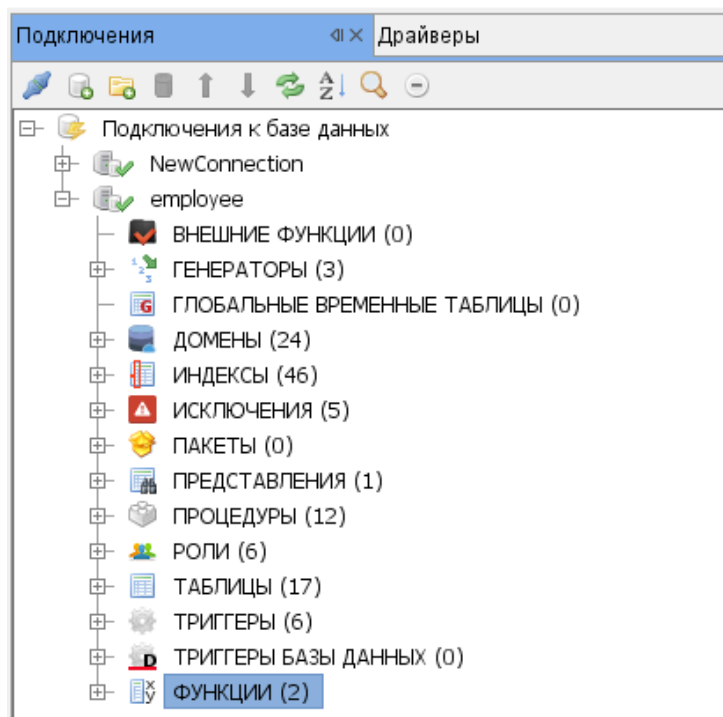 Подключения Драйверы
Подключения к базе данных
NewConnection
employee
ВНЕШНИЕ ФУНКЦИИ (0)
ГЕНЕРАТОРЫ (3)
ГЛОБАЛЬНЫЕ ВРЕМЕННЫЕ ТАБЛИЦЫ (0)
ДОМЕНЫ (24)
ИНДЕКСЫ (46)
ИСКЛЮЧЕНИЯ (5)
ПАКЕТЫ (0)
ПРЕДСТАВЛЕНИЯ (1)
ПРОЦЕДУРЫ (12)
РОЛИ (6)
ТАБЛИЦЫ (17)
ТРИГГЕРЫ (6)
ТРИГГЕРЫ БАЗЫ ДАННЫХ (0)
ФУНКЦИИ (2)